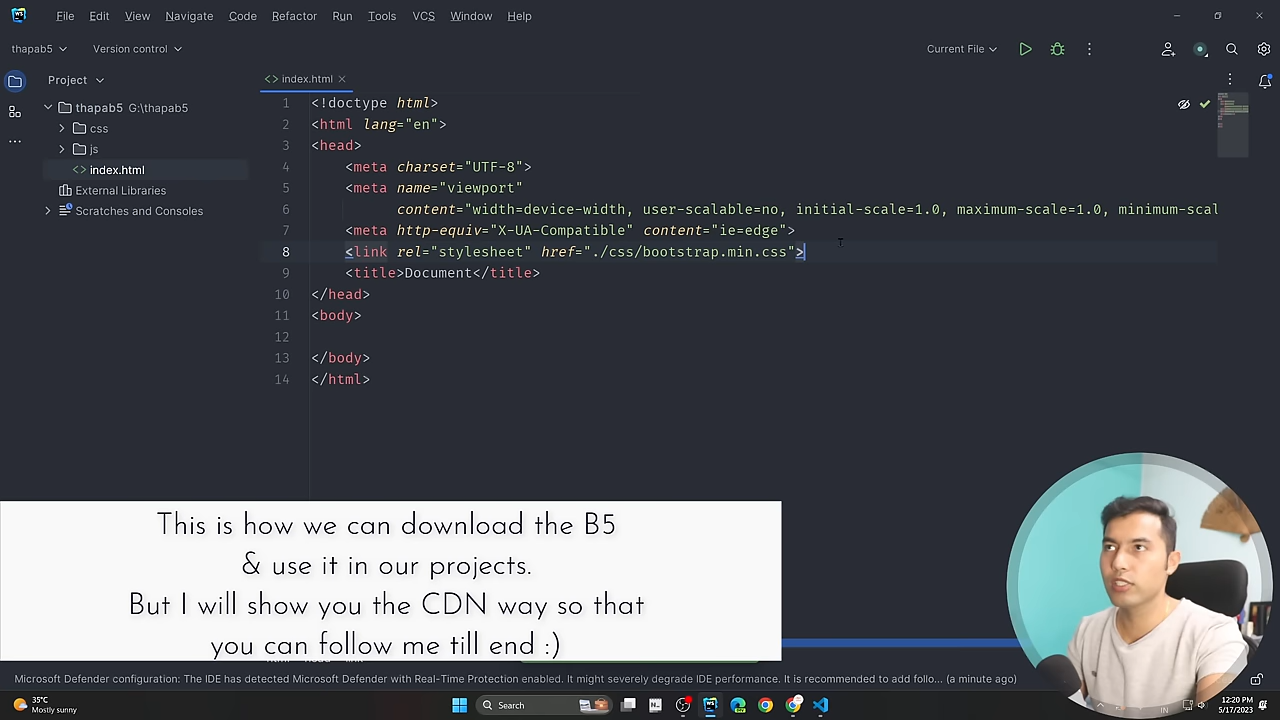 WS File Edit View Navigate Code Refactor Run Tools VCS Window Help
thapab5 Version control Current File
Project
index.html
thapab5 G:\thapab5
css
js
index.html
External Libraries
Scratches and Consoles
1 <!doctype html>
2 <html lang="en">
3 <head>
4 <meta charset="UTF-8">
5 <meta name="viewport"
6 content="width=device-width, user-scalable=no, initial-scale=1.0, maximum-scale=1.0, minimum-scal
7 <meta http-equiv="X-UA-Compatible" content="ie=edge">
8 <link rel="stylesheet" href="./css/bootstrap.min.css">
9 <title>Document</title>
10 </head>
11 <body>
12
13 </body>
14 </html>
This is how we can download the B5
& use it in our projects.
But I will show you the CDN way so that
you can follow me till end :)
Microsoft Defender configuration: The IDE has detected Microsoft Defender with Real-Time Protection enabled. It might severely degrade IDE performance. It is recommended to add follo... (a minute ago)
35°C
Mostly sunny
Search
IN
12:20 PM
5/17/2023